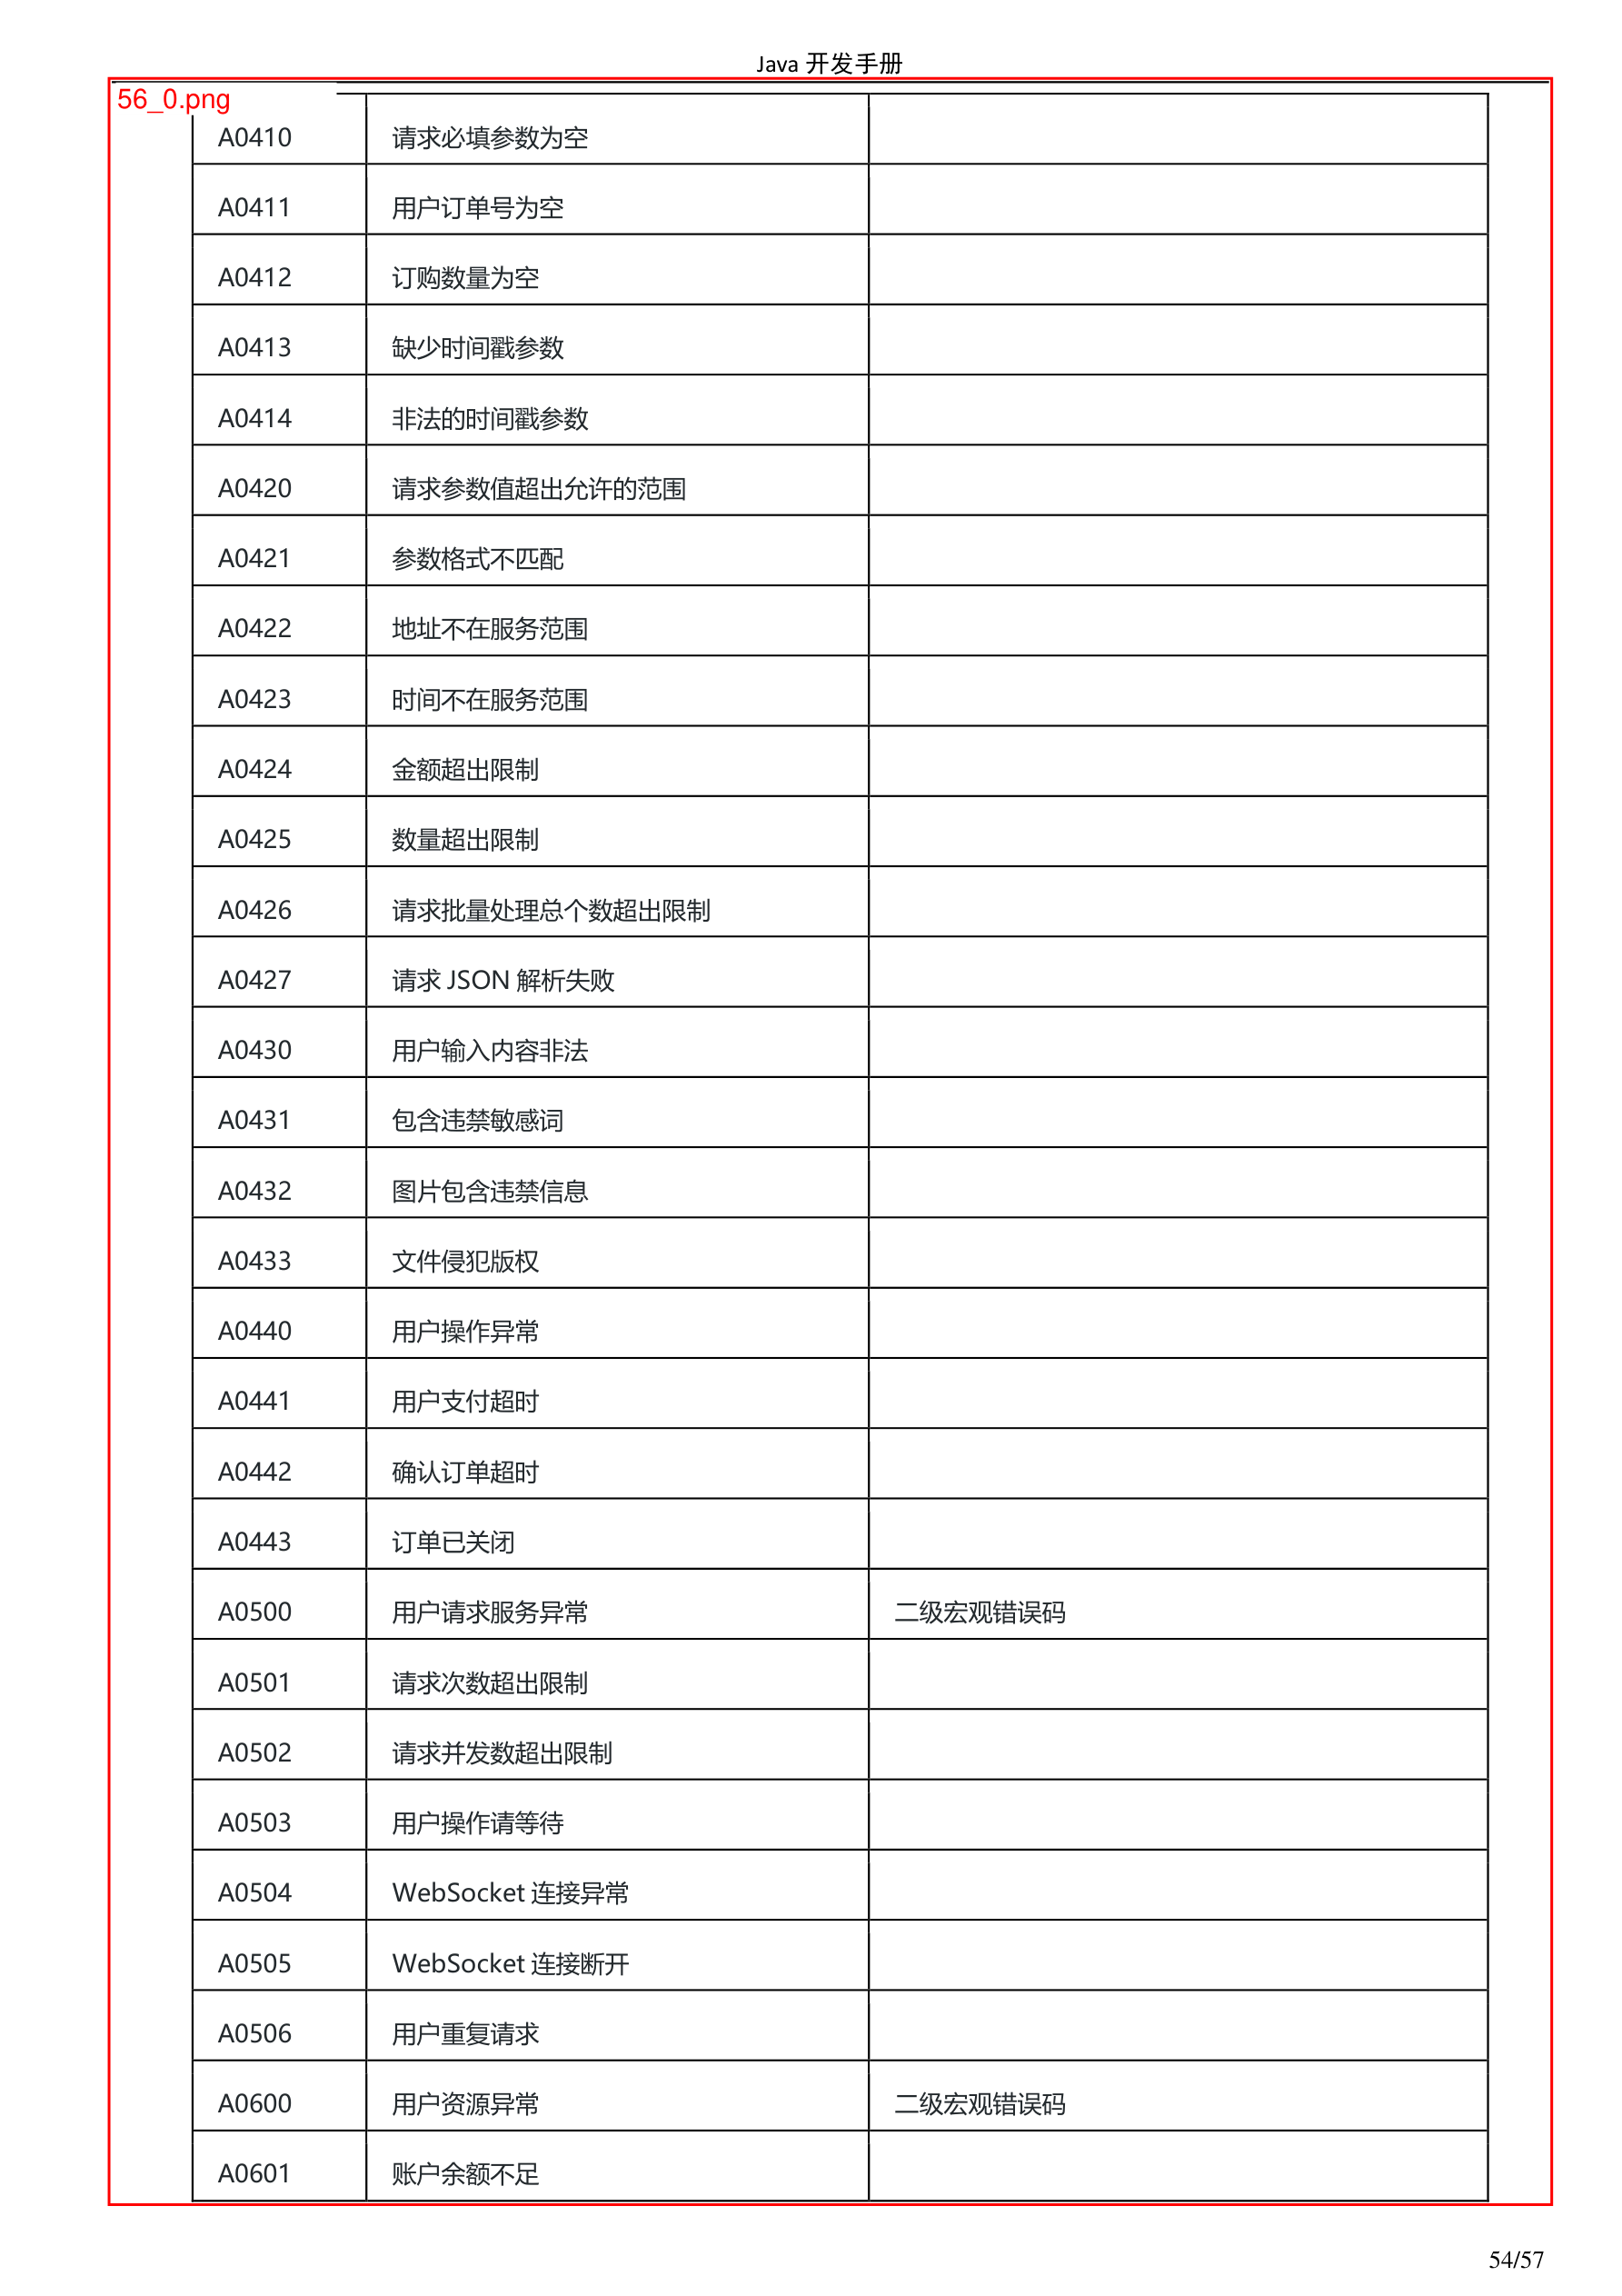 Java 开发手册
56_0.png
A0410 请求必填参数为空
A0411 用户订单号为空
A0412 订购数量为空
A0413 缺少时间戳参数
A0414 非法的时间戳参数
A0420 请求参数值超出允许的范围
A0421 参数格式不匹配
A0422 地址不在服务范围
A0423 时间不在服务范围
A0424 金额超出限制
A0425 数量超出限制
A0426 请求批量处理总个数超出限制
A0427 请求 JSON 解析失败
A0430 用户输入内容非法
A0431 包含违禁敏感词
A0432 图片包含违禁信息
A0433 文件侵犯版权
A0440 用户操作异常
A0441 用户支付超时
A0442 确认订单超时
A0443 订单已关闭
A0500 用户请求服务异常 二级宏观错误码
A0501 请求次数超出限制
A0502 请求并发数超出限制
A0503 用户操作请等待
A0504 WebSocket 连接异常
A0505 WebSocket 连接断开
A0506 用户重复请求
A0600 用户资源异常 二级宏观错误码
A0601 账户余额不足
54/57